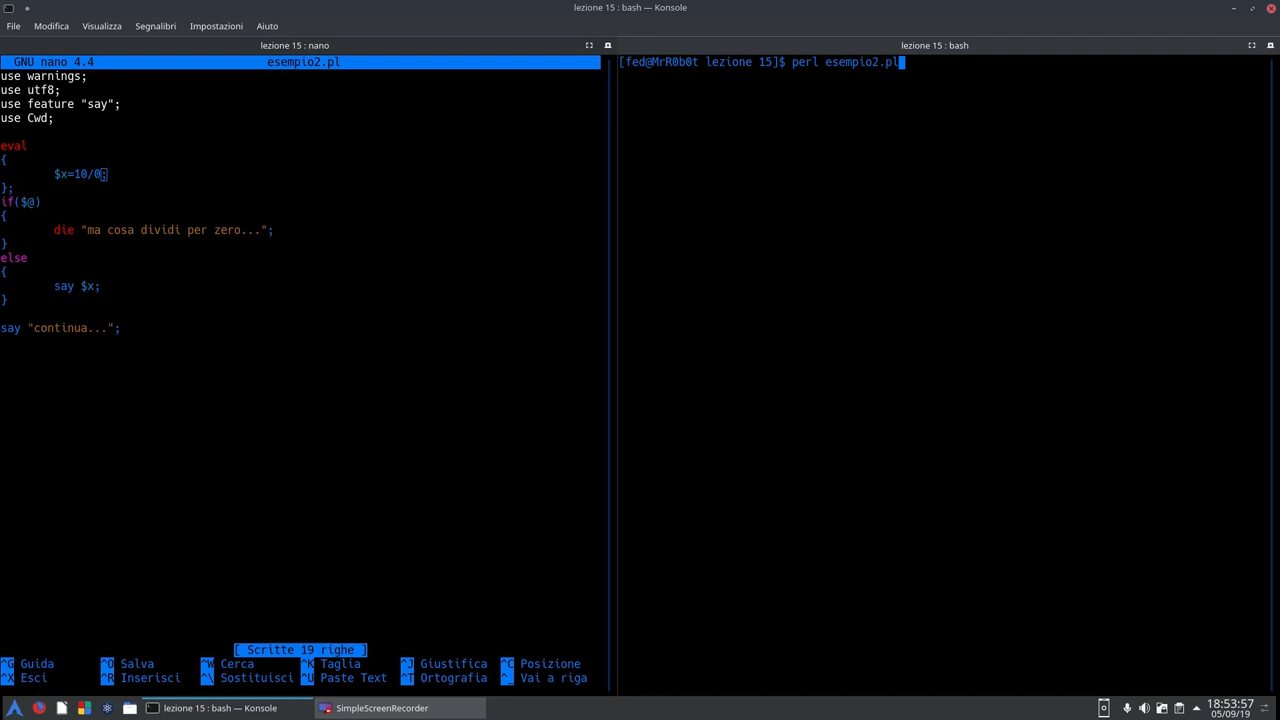 lezione 15 : bash — Konsole
File Modifica Visualizza Segnalibri Impostazioni Aiuto
lezione 15 : nano
GNU nano 4.4 esempio2.pl
use warnings;
use utf8;
use feature "say";
use Cwd;
eval
{
$x=10/0;
};
if($@)
{
die "ma cosa dividi per zero...";
}
else
{
say $x;
}
say "continua...";
[ Scritte 19 righe ]
^G Guida ^O Salva ^W Cerca ^K Taglia ^J Giustifica ^C Posizione
^X Esci ^R Inserisci ^\ Sostituisci ^U Paste Text ^T Ortografia ^_ Vai a riga
lezione 15 : bash
[fed@MrR0b0t lezione 15]$ perl esempio2.pl
lezione 15 : bash — Konsole
SimpleScreenRecorder
18:53:57
05/09/19